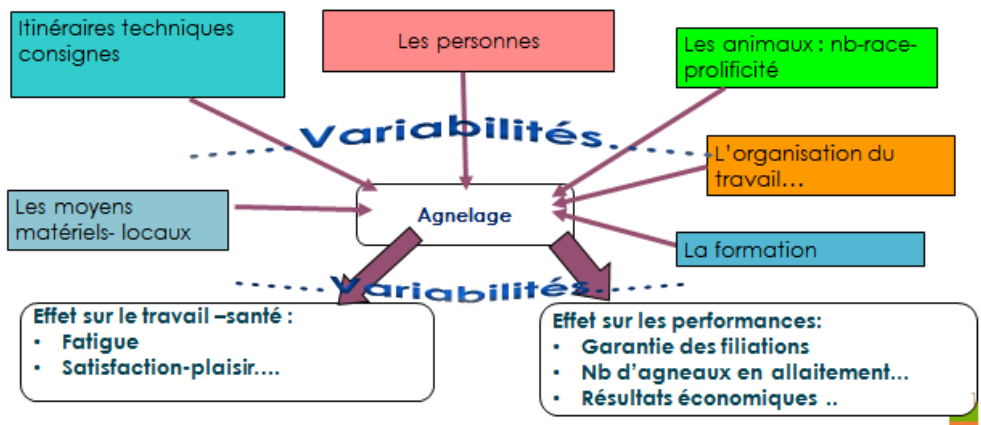 Itinéraires techniques
consignes
Les personnes
Les animaux : nb-race-
prolificité
Variabilités
L'organisation du
travail...
Les moyens
matériels- locaux
Agnelage
La formation
Variabilités
Effet sur le travail –santé :
• Fatigue
• Satisfaction-plaisir....
Effet sur les performances:
• Garantie des filiations
• Nb d'agneaux en allaitement...
• Résultats économiques ..
1